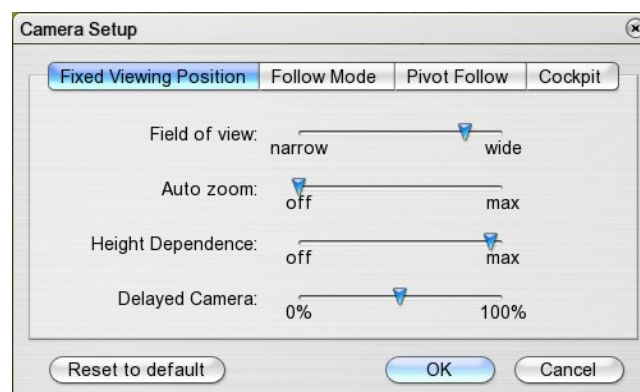 Camera Setup
Fixed Viewing Position Follow Mode Pivot Follow Cockpit
Field of view:
narrow wide
Auto zoom:
off max
Height Dependence:
off max
Delayed Camera:
0% 100%
Reset to default OK Cancel